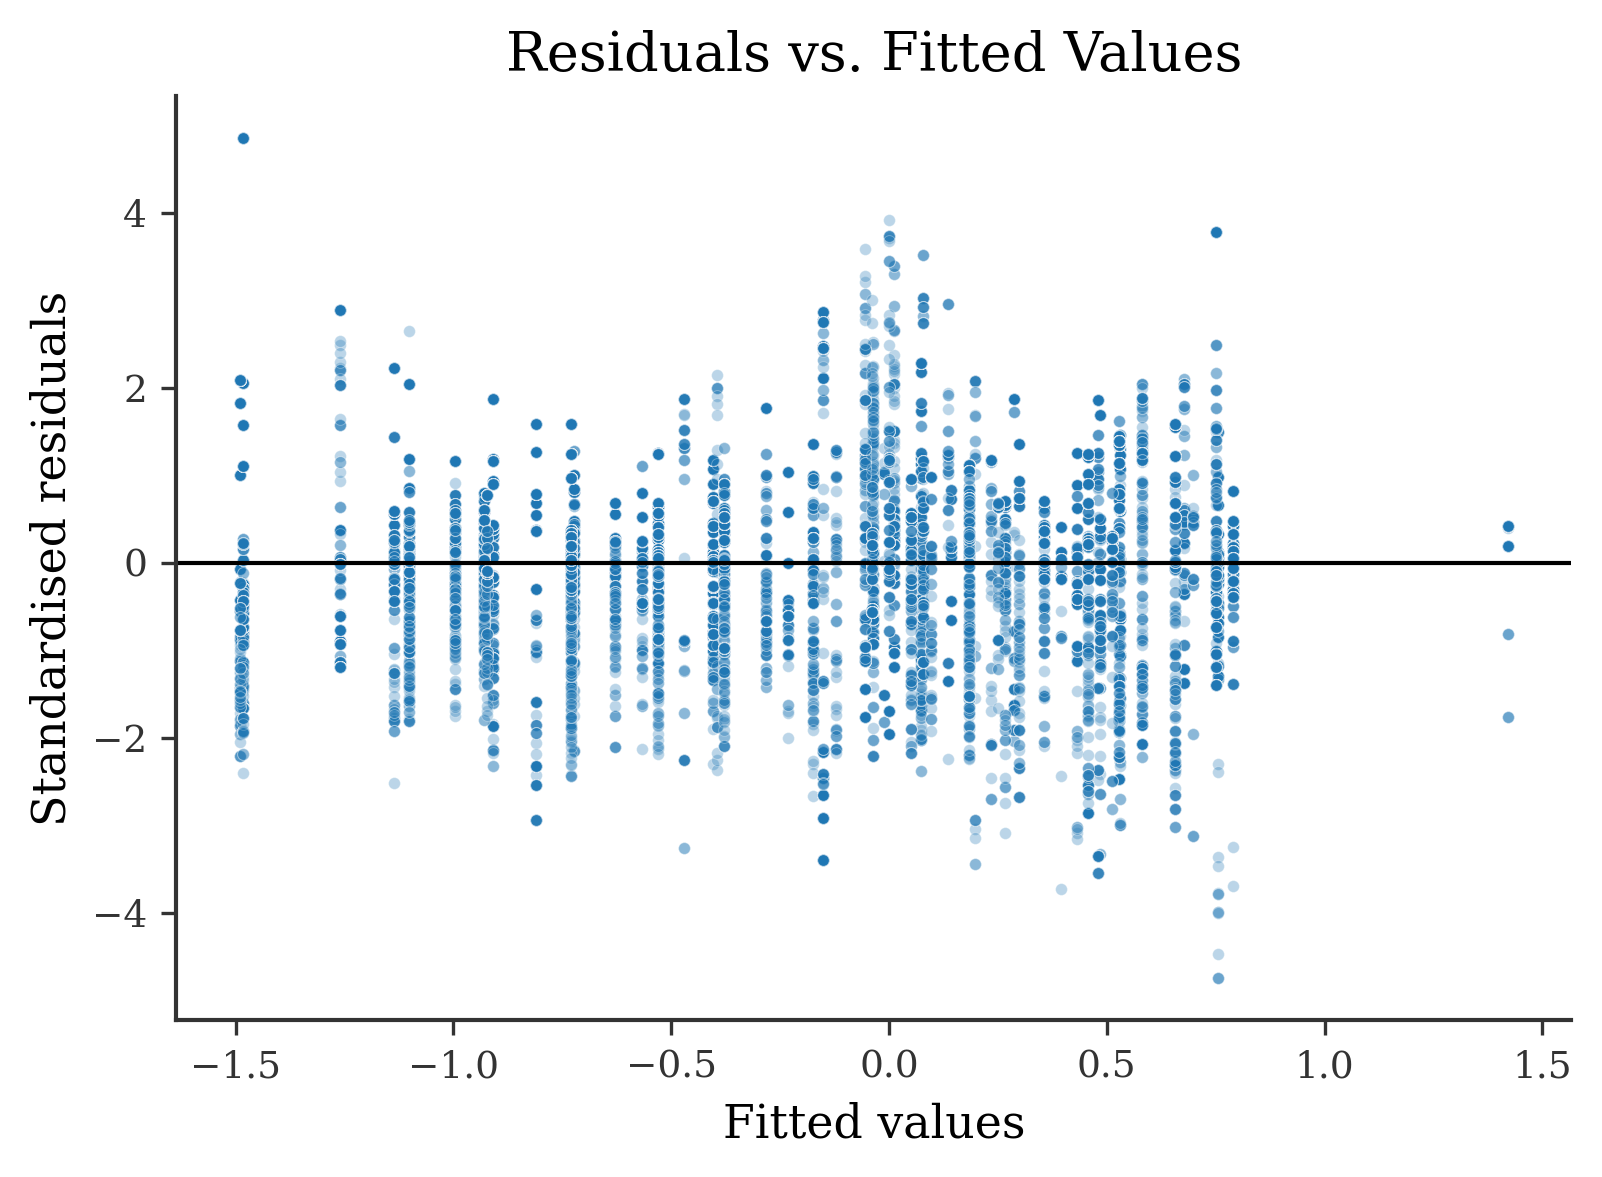 Residuals vs. Fitted Values
Standardised residuals
4
2
0
−2
−4
−1.5 −1.0 −0.5 0.0 0.5 1.0 1.5
Fitted values